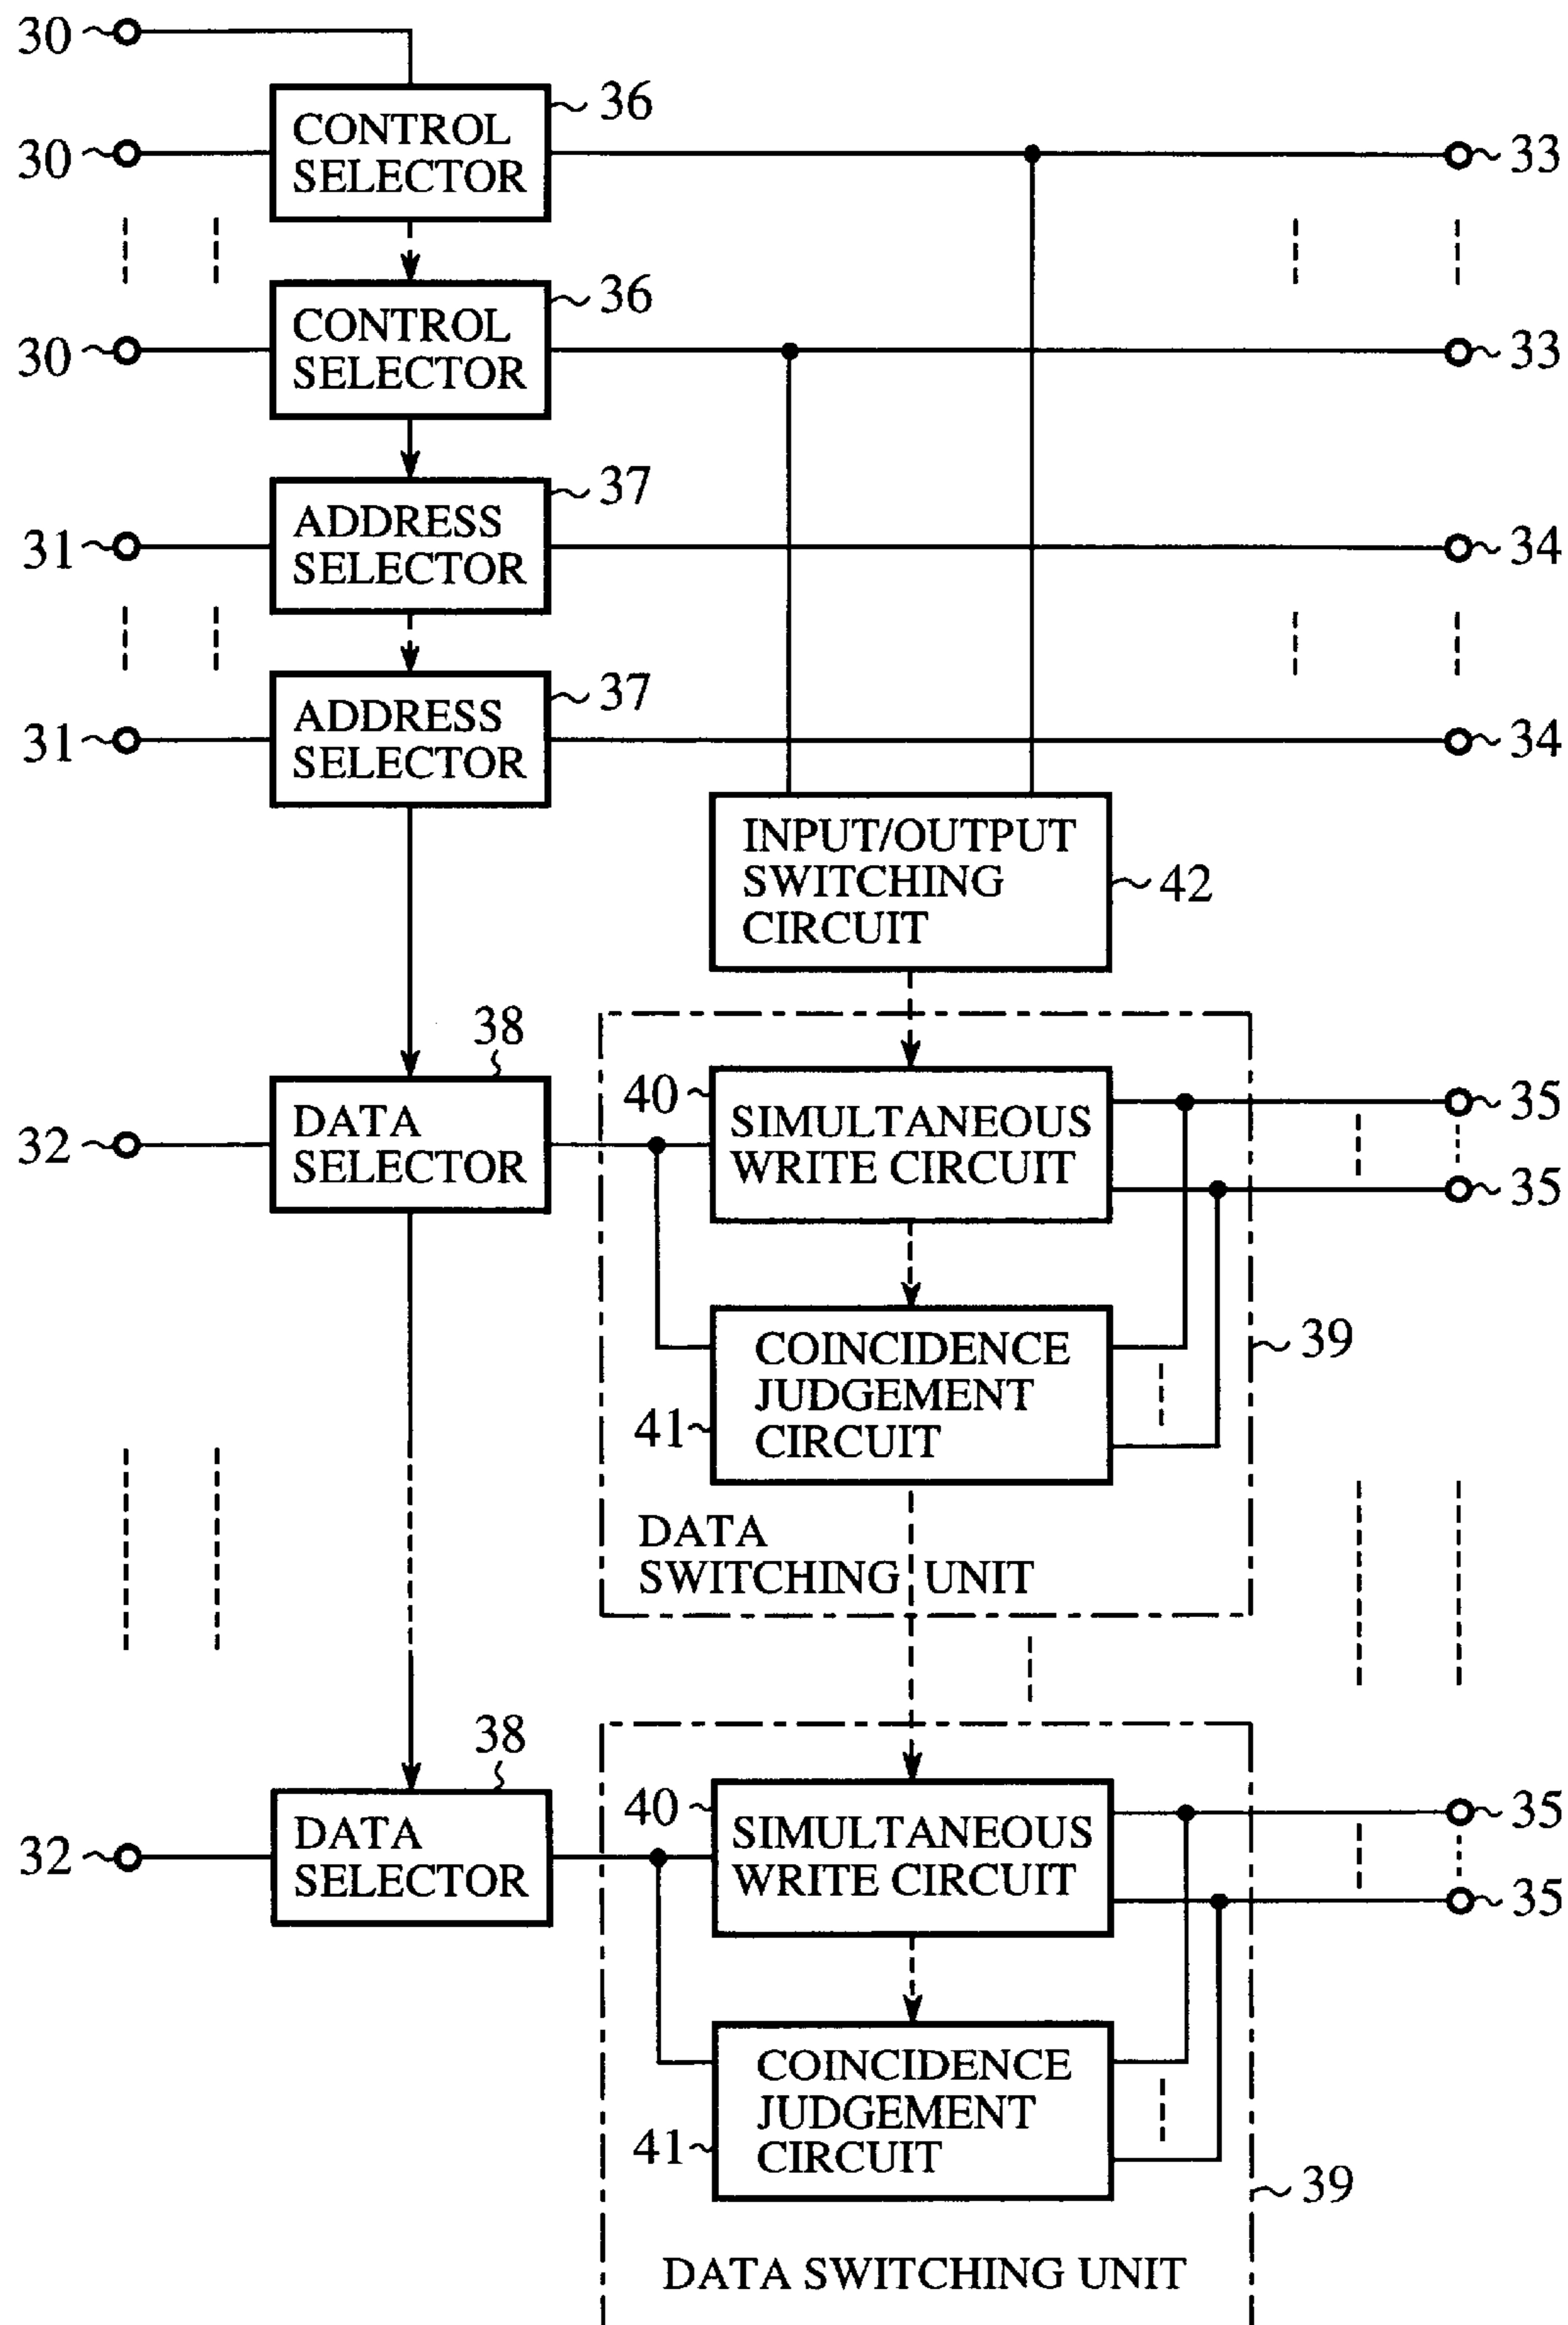 30
36
30
CONTROL
SELECTOR
33
36
30
CONTROL
SELECTOR
33
37
31
ADDRESS
SELECTOR
34
37
31
ADDRESS
SELECTOR
34
INPUT/OUTPUT
SWITCHING
CIRCUIT
42
38
32
DATA
SELECTOR
40
SIMULTANEOUS
WRITE CIRCUIT
35
35
41
COINCIDENCE
JUDGEMENT
CIRCUIT
39
DATA
SWITCHING UNIT
38
32
DATA
SELECTOR
40
SIMULTANEOUS
WRITE CIRCUIT
35
35
41
COINCIDENCE
JUDGEMENT
CIRCUIT
39
DATA SWITCHING UNIT